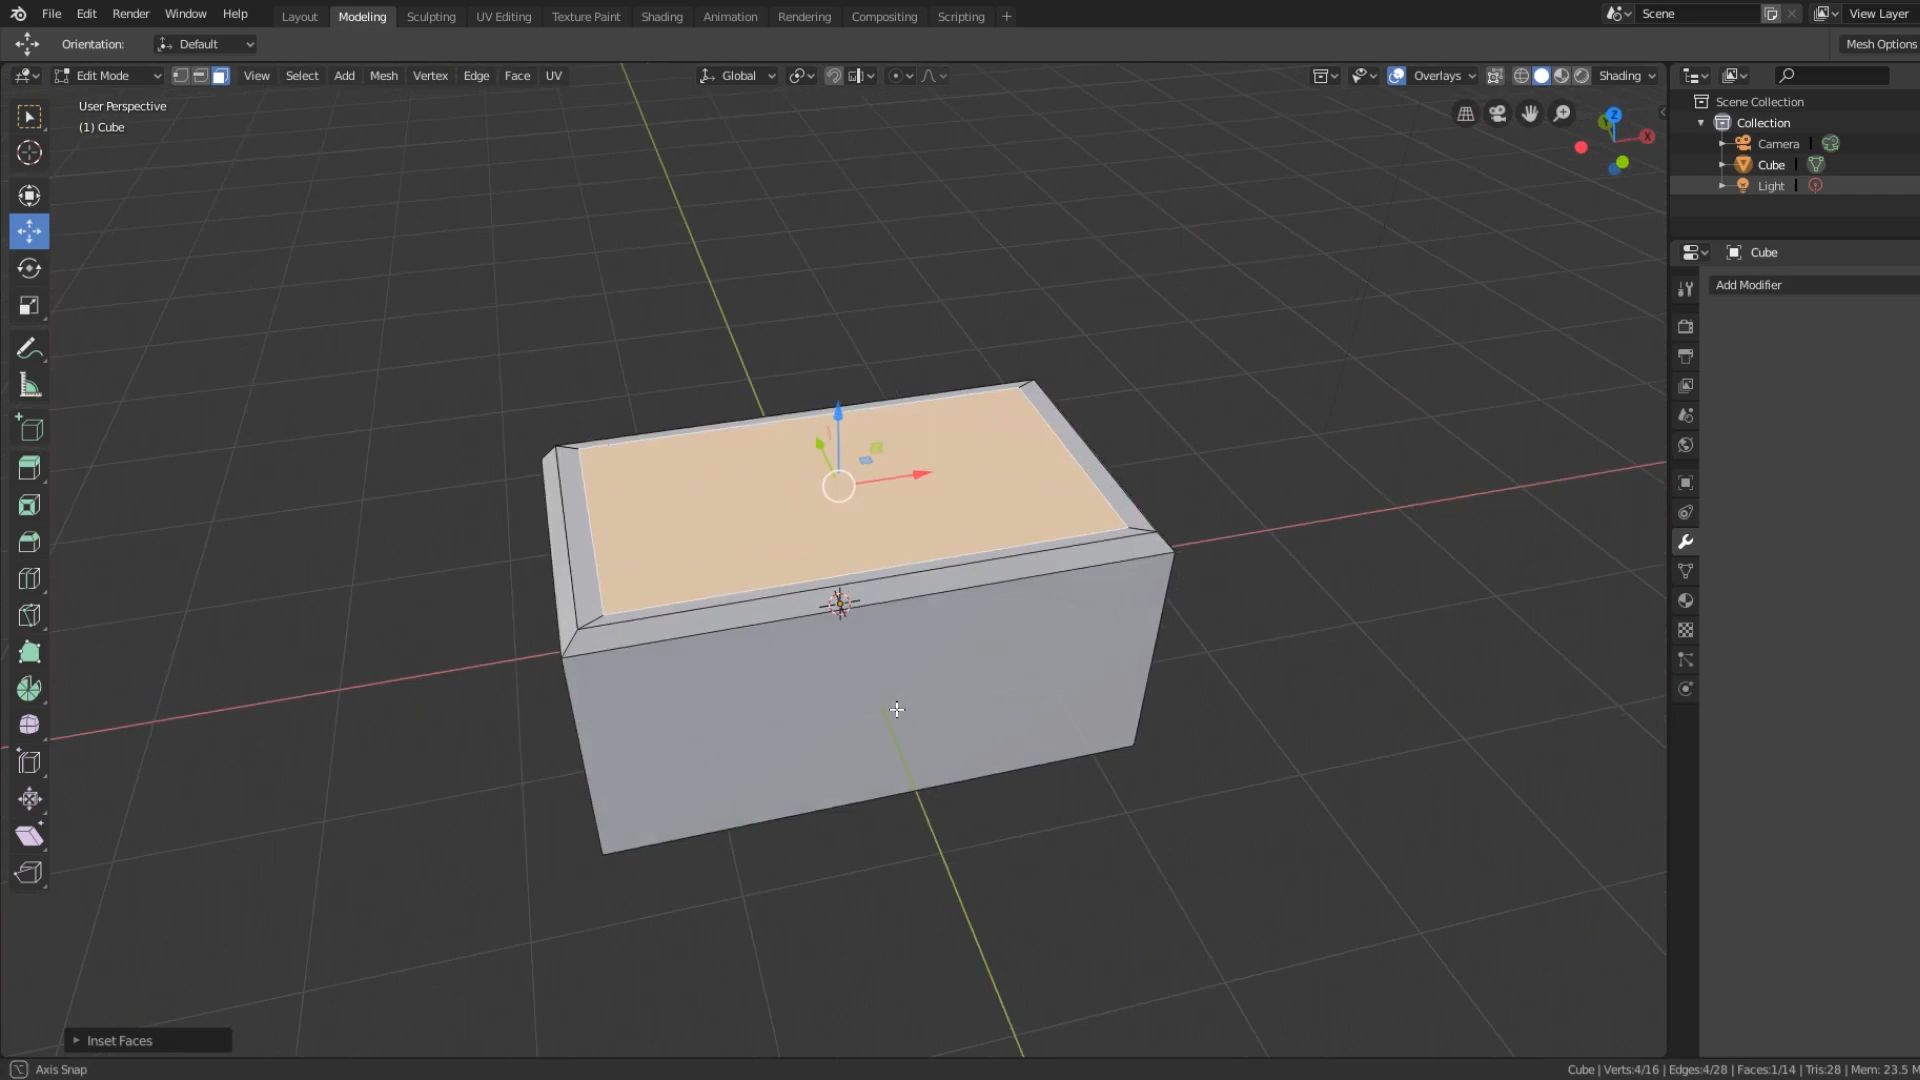 File Edit Render Window Help Layout Modeling Sculpting UV Editing Texture Paint Shading Animation Rendering Compositing Scripting + Scene View Layer
Orientation: Default Mesh Options
Edit Mode View Select Add Mesh Vertex Edge Face UV Global Overlays Shading
User Perspective
(1) Cube
Z
X
Y
Scene Collection
Collection
Camera
Cube
Light
Cube
Add Modifier
Inset Faces
Axis Snap Cube | Verts:4/16 | Edges:4/28 | Faces:1/14 | Tris:28 | Mem: 23.5 M